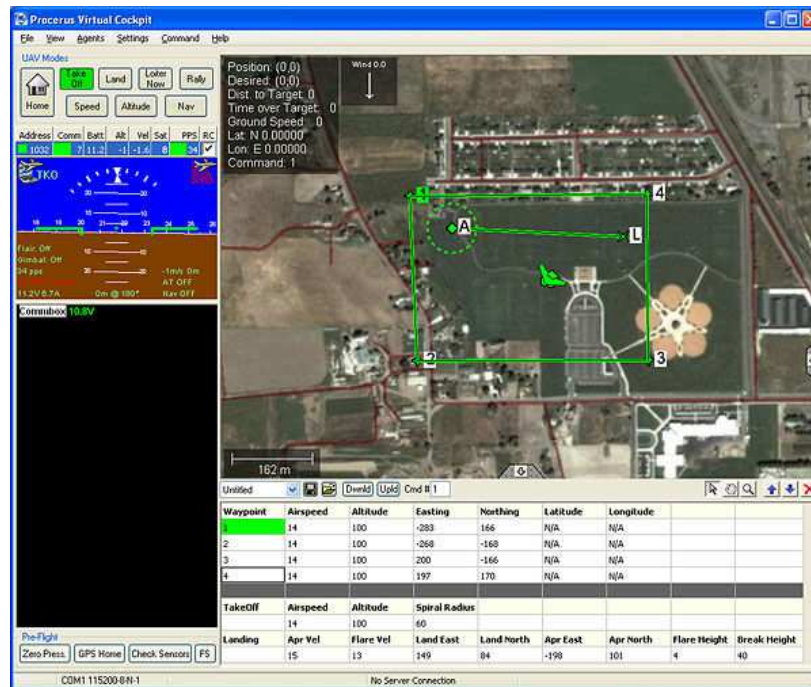 Procerus Virtual Cockpit
File View Agents Settings Command Help
UAV Modes
Home
Take Off
Land
Loiter Now
Rally
Speed
Altitude
Nav
Address Comm Batt Alt Vel Sat PPS RC
1032 7 11.2 -1 -1.6 8 34
TKO
Flair: Off
Gimbal: Off
34 pps
-1m/s 0m
AT OFF
11.2V 6.7A
0m @ 180°
Nav OFF
Commbox 10.8V
Position: (0,0)
Desired: (0,0)
Dist. to Target: 0
Time over Target: 0
Ground Speed: 0
Lat: N 0.00000
Lon: E 0.00000
Command: 1
Wind 0.0
1
4
A
L
2
3
162 m
G
Untitled Dwnld Upld Cmd # 1
Waypoint Airspeed Altitude Easting Northing Latitude Longitude
1 14 100 -283 166 N/A N/A
2 14 100 -268 -168 N/A N/A
3 14 100 200 -166 N/A N/A
4 14 100 197 170 N/A N/A
TakeOff Airspeed Altitude Spiral Radius
14 100 60
Landing Apr Vel Flare Vel Land East Land North Apr East Apr North Flare Height Break Height
15 13 149 84 -198 101 4 40
Pre-Flight
Zero Press. GPS Home Check Sensors FS
COM1 115200-8-N-1
No Server Connection